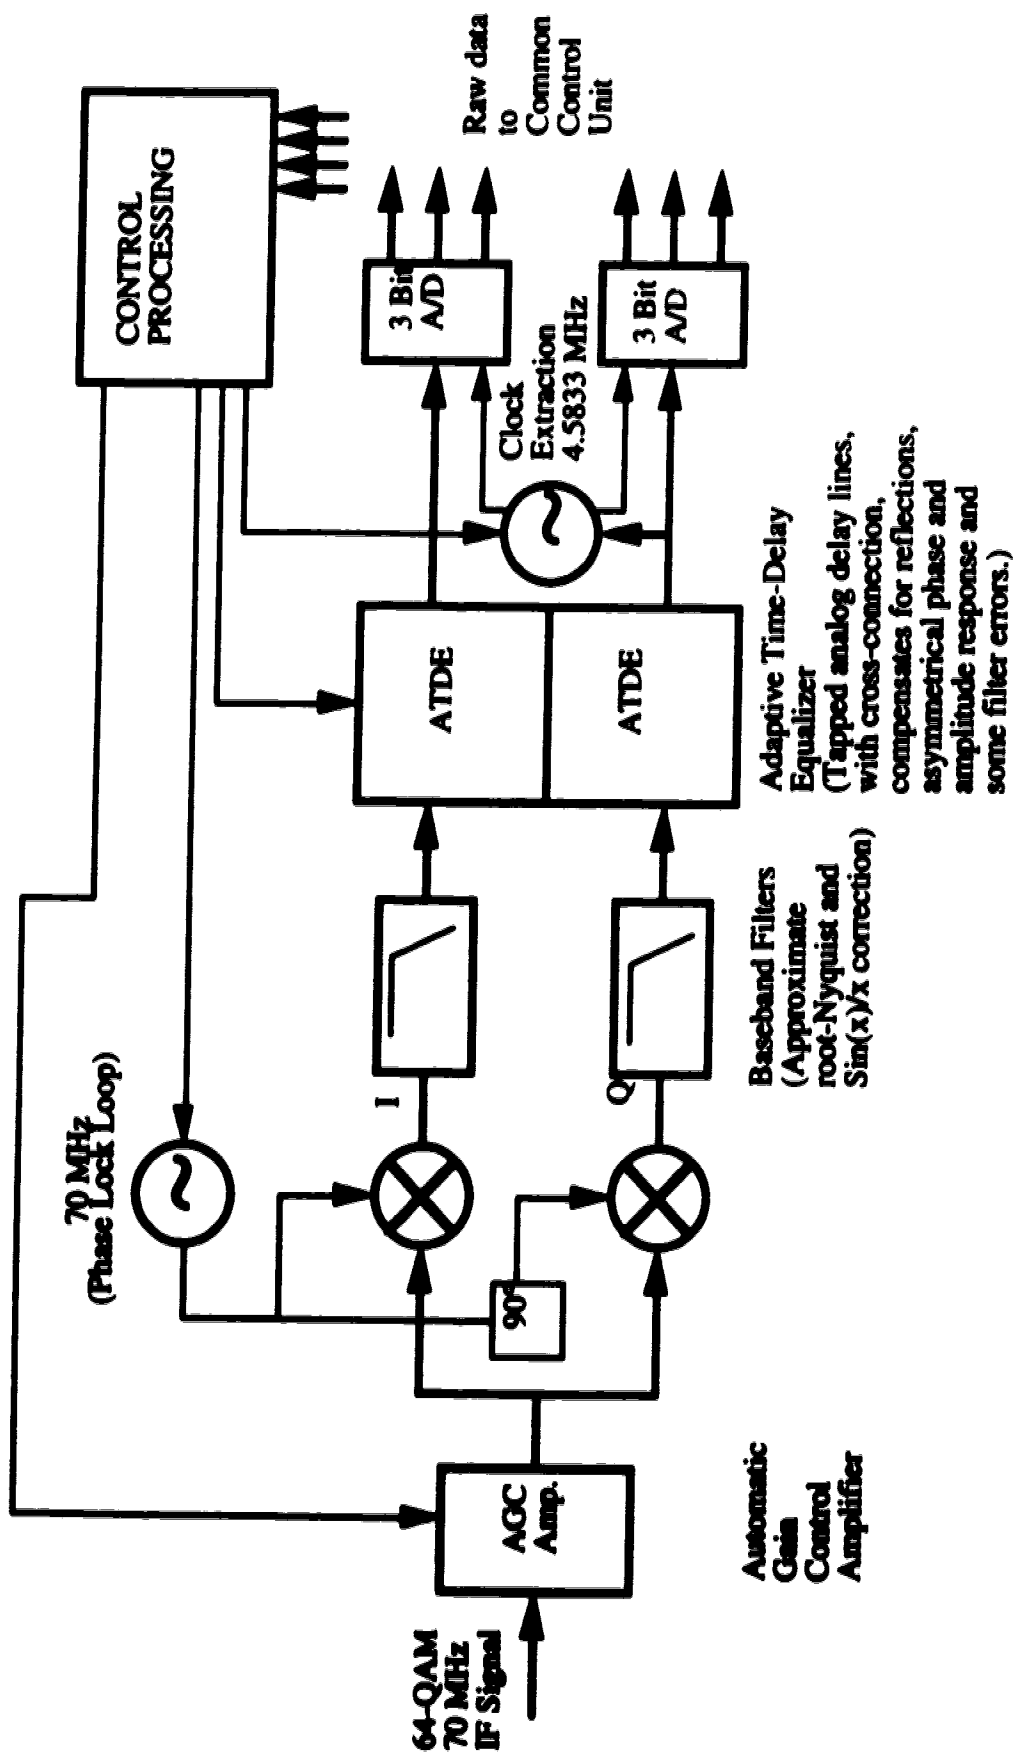 64-QAM
70 MHz
IF Signal
AGC
Amp.
Automatic
Gain
Control
Amplifier
70 MHz
(Phase Lock Loop)
90°
I
Q
Baseband Filters
(Approximate
root-Nyquist and
Sin(x)/x correction)
ATDE
ATDE
Adaptive Time-Delay
Equalizer
(Tapped analog delay lines,
with cross-connection,
compensates for reflections,
asymmetrical phase and
amplitude response and
some filter errors.)
Clock
Extraction
4.5833 MHz
3 Bit
A/D
3 Bit
A/D
CONTROL
PROCESSING
Raw data
to
Common
Control
Unit